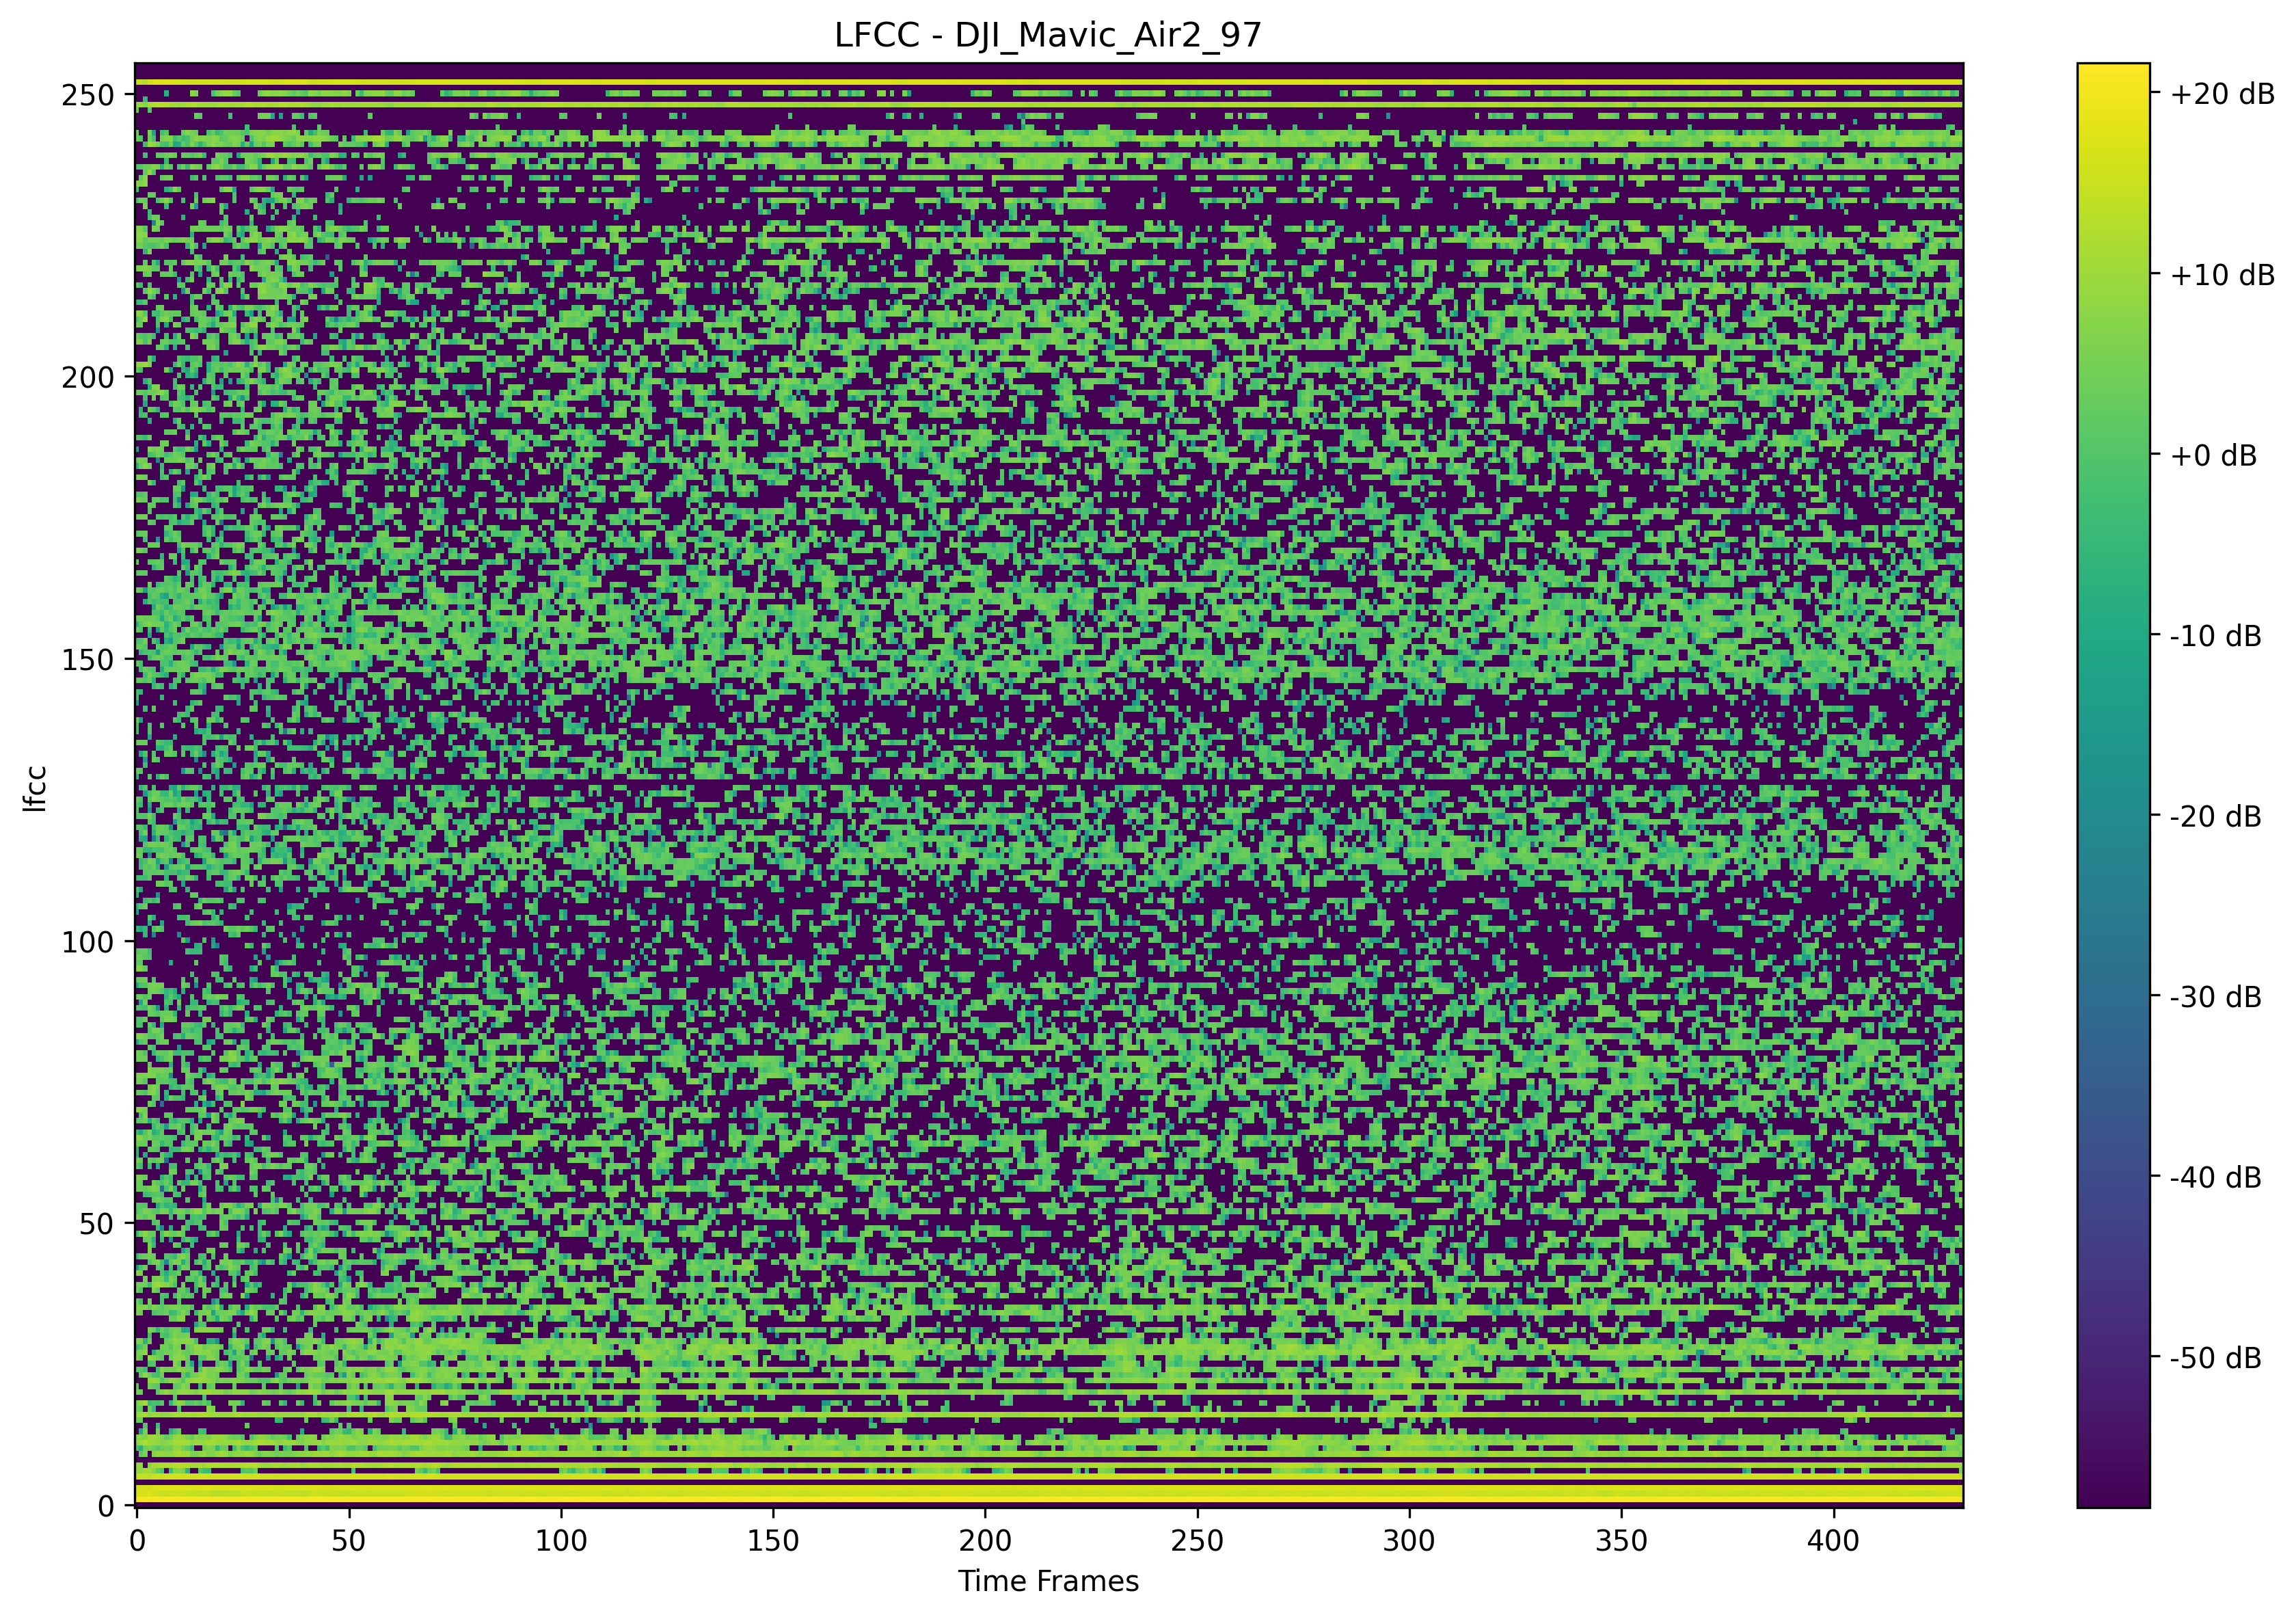 LFCC - DJI_Mavic_Air2_97
250
200
150
100
50
0
lfcc
0 50 100 150 200 250 300 350 400
Time Frames
+20 dB
+10 dB
+0 dB
-10 dB
-20 dB
-30 dB
-40 dB
-50 dB